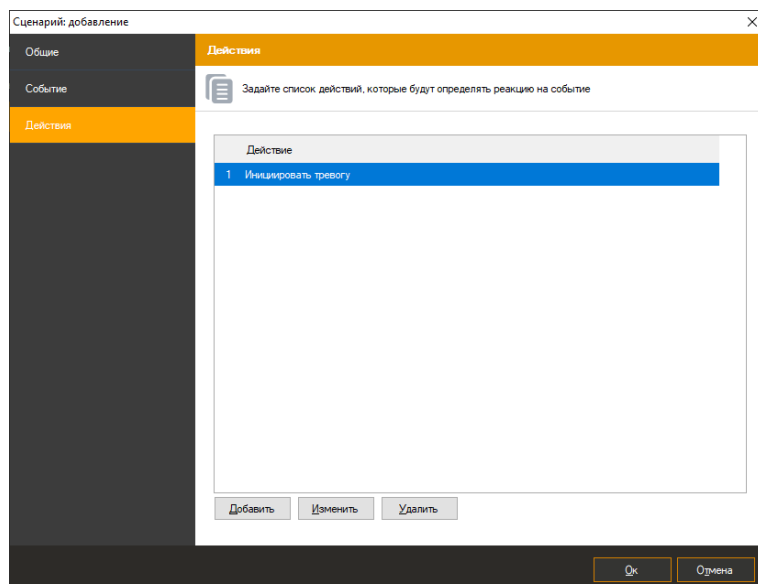 Сценарий: добавление
Общие
Событие
Действия
Действия
Задайте список действий, которые будут определять реакцию на событие
Действие
1 Инициировать тревогу
Добавить Изменить Удалить
Ок Отмена